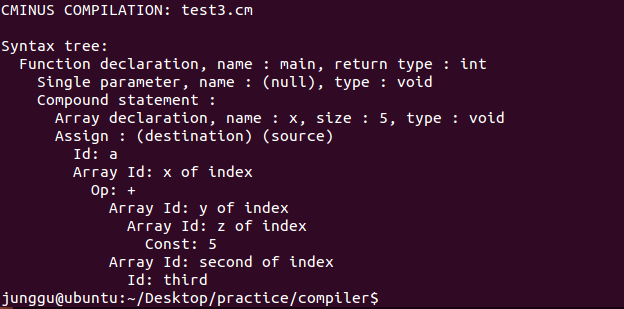 CMINUS COMPILATION: test3.cm
Syntax tree:
Function declaration, name : main, return type : int
Single parameter, name : (null), type : void
Compound statement :
Array declaration, name : x, size : 5, type : void
Assign : (destination) (source)
Id: a
Array Id: x of index
Op: +
Array Id: y of index
Array Id: z of index
Const: 5
Array Id: second of index
Id: third
junggu@ubuntu:~/Desktop/practice/compiler$